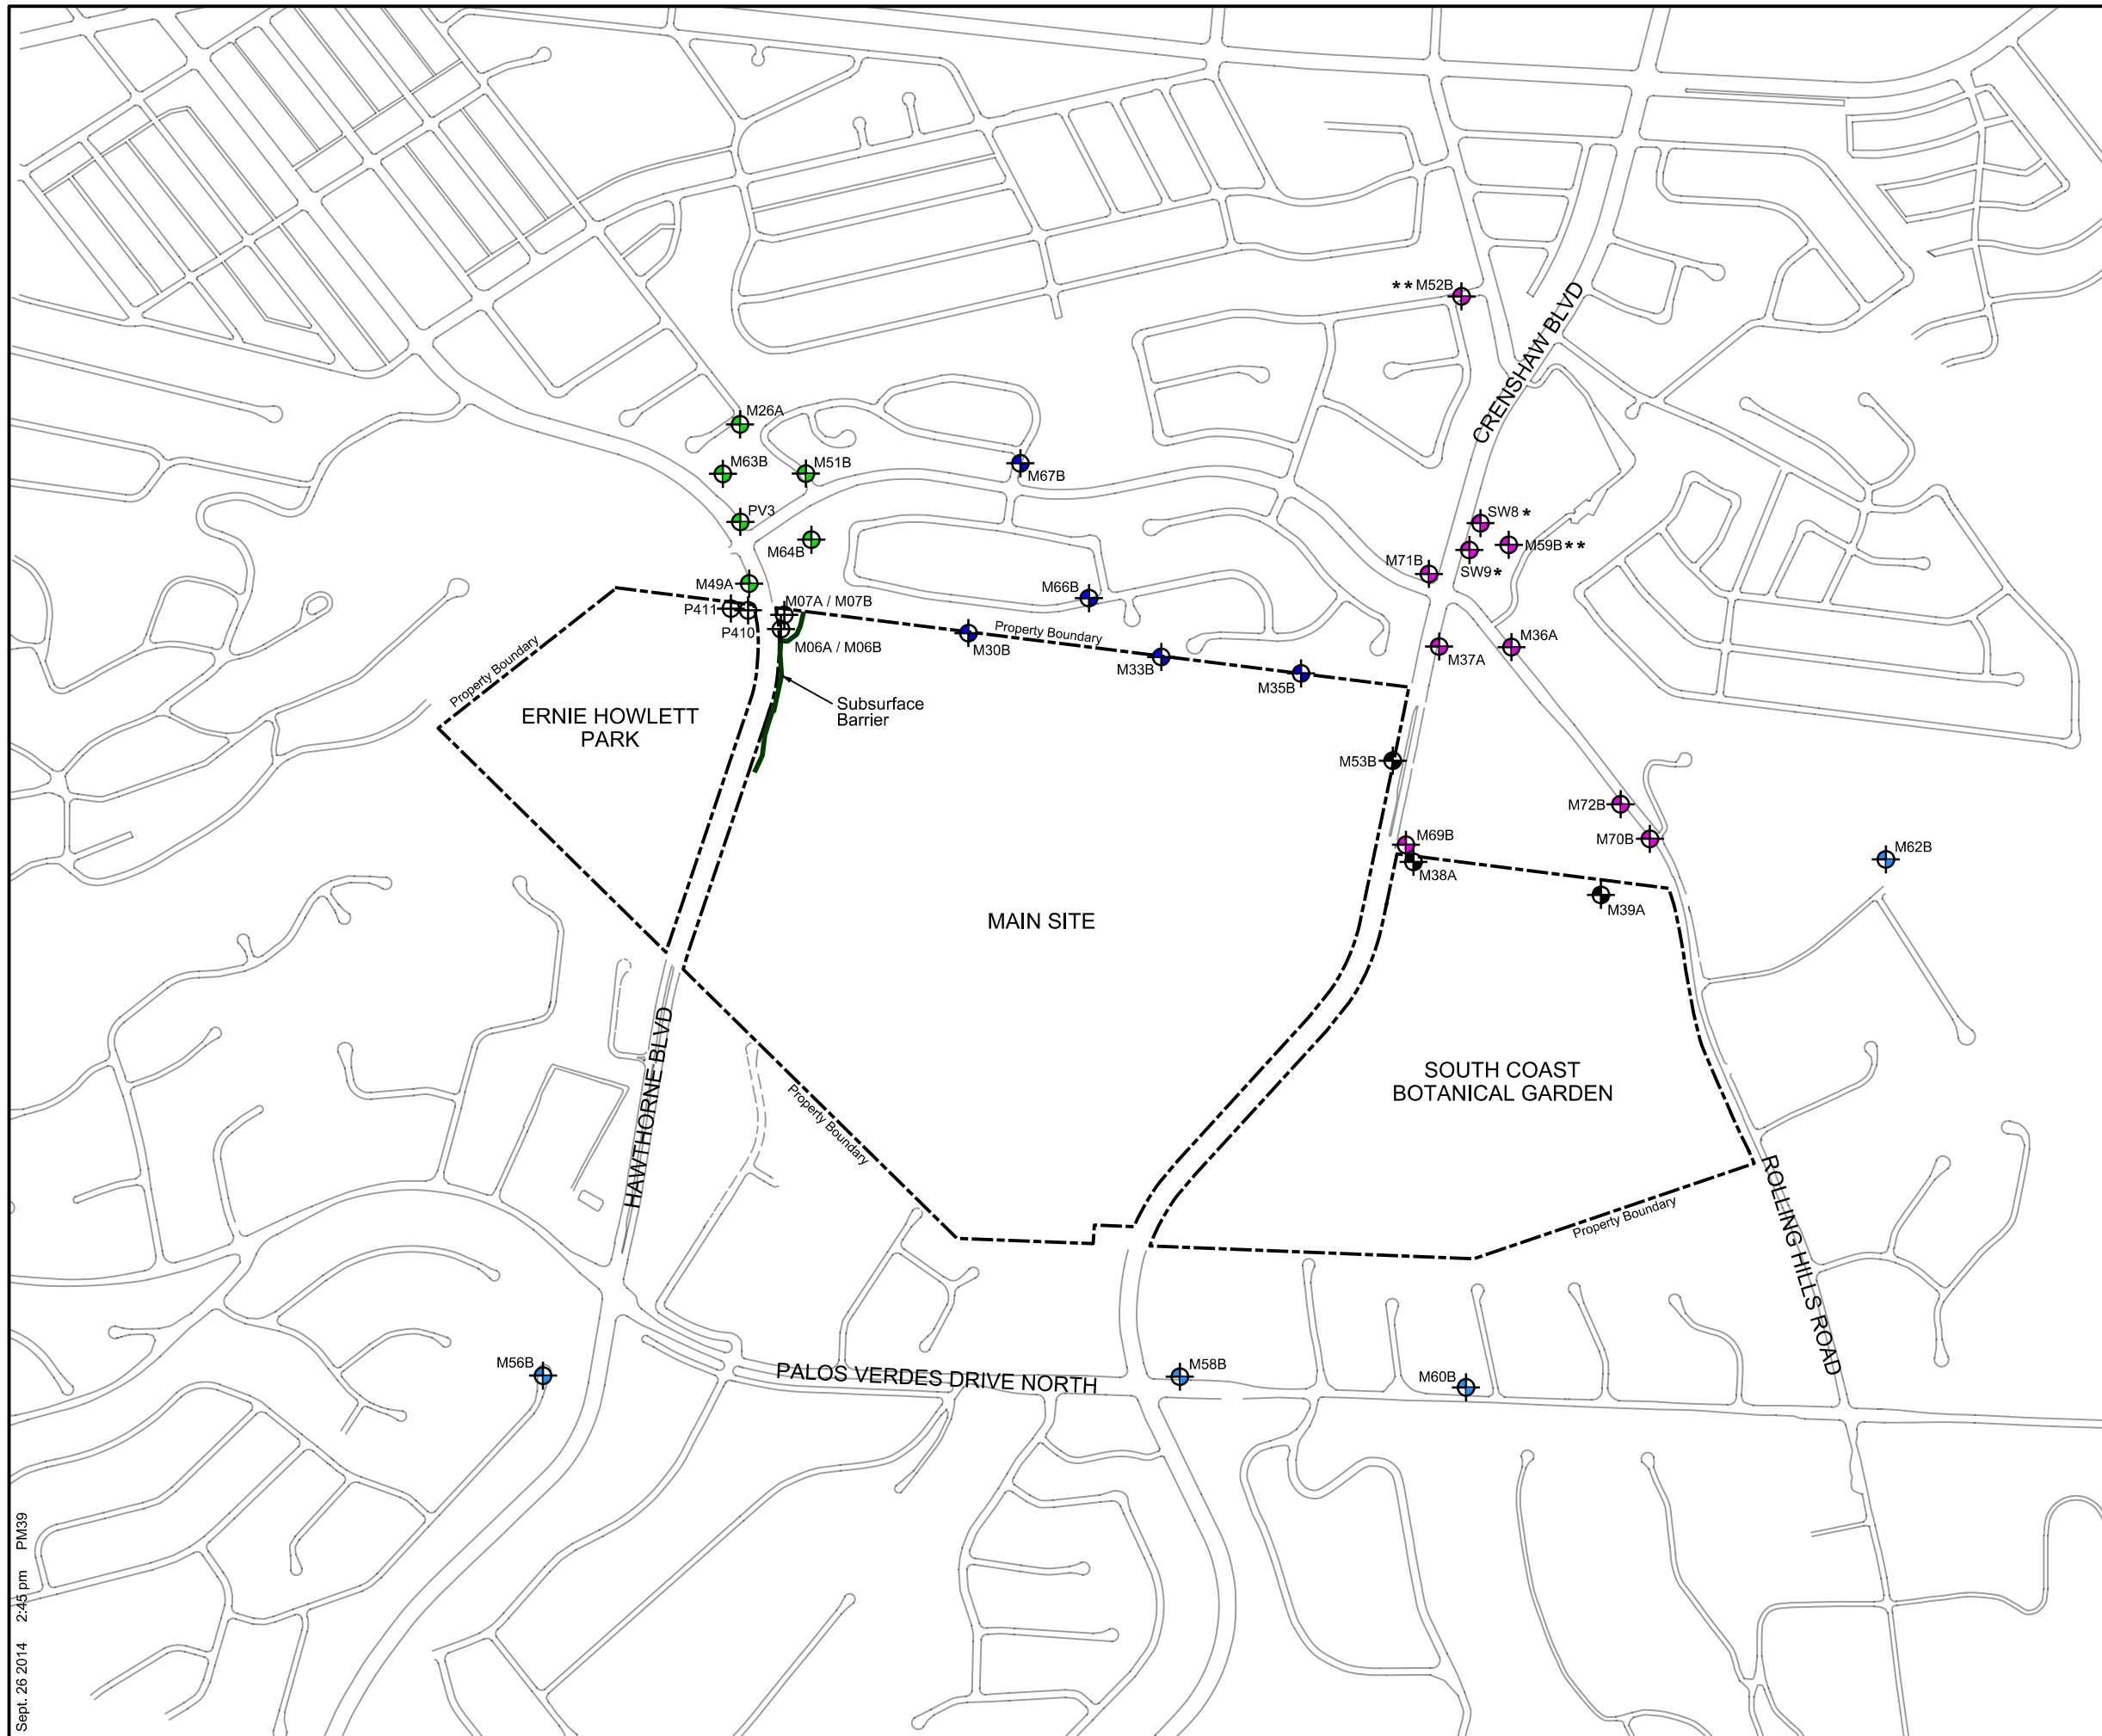 ** M52B
CRENSHAW BLVD
M26A
M63B
M51B
M67B
PV3
SW8 *
M64B
M59B **
M71B
SW9 *
M49A
M66B
P411
M07A / M07B
P410
M06A / M06B
M30B
Property Boundary
M33B
M35B
M37A
M36A
Property Boundary
ERNIE HOWLETT
PARK
Subsurface
Barrier
M53B
M72B
M69B
M70B
M62B
M38A
M39A
MAIN SITE
HAWTHORNE BLVD
SOUTH COAST
BOTANICAL GARDEN
Property Boundary
ROLLING HILLS ROAD
Property Boundary
M56B
PALOS VERDES DRIVE NORTH
M58B
M60B
Sept. 26 2014 2:45 pm PM39